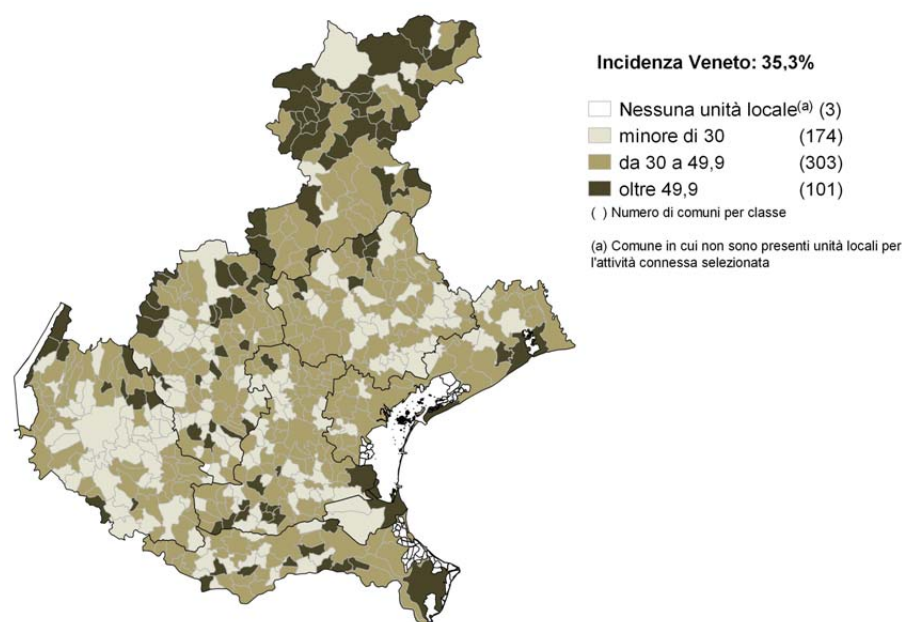 Incidenza Veneto: 35,3%
Nessuna unità locale(a) (3)
minore di 30 (174)
da 30 a 49,9 (303)
oltre 49,9 (101)
( ) Numero di comuni per classe
(a) Comune in cui non sono presenti unità locali per
l'attività connessa selezionata